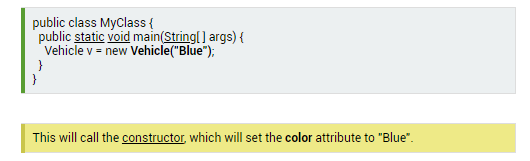 public class MyClass {
public static void main(String[ ] args) {
Vehicle v = new Vehicle("Blue");
}
}
This will call the constructor, which will set the color attribute to "Blue".